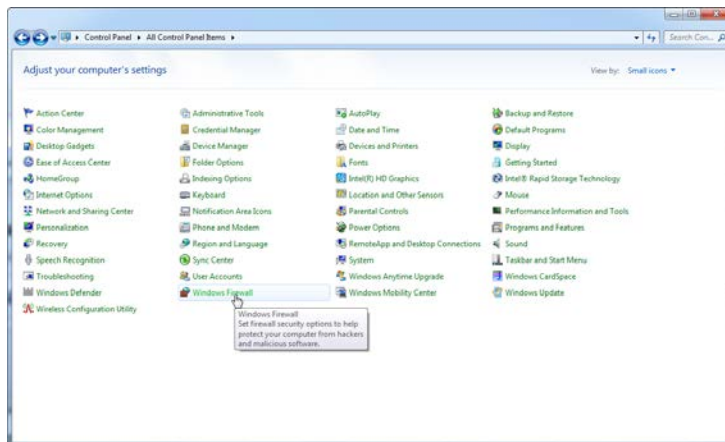 Control Panel ▸ All Control Panel Items ▸
Search Con...
Adjust your computer's settings
View by: Small icons
Action Center
Administrative Tools
AutoPlay
Backup and Restore
Color Management
Credential Manager
Date and Time
Default Programs
Desktop Gadgets
Device Manager
Devices and Printers
Display
Ease of Access Center
Folder Options
Fonts
Getting Started
HomeGroup
Indexing Options
Intel(R) HD Graphics
Intel® Rapid Storage Technology
Internet Options
Keyboard
Location and Other Sensors
Mouse
Network and Sharing Center
Notification Area Icons
Parental Controls
Performance Information and Tools
Personalization
Phone and Modem
Power Options
Programs and Features
Recovery
Region and Language
RemoteApp and Desktop Connections
Sound
Speech Recognition
Sync Center
System
Taskbar and Start Menu
Troubleshooting
User Accounts
Windows Anytime Upgrade
Windows CardSpace
Windows Defender
Windows Firewall
Windows Mobility Center
Windows Update
Wireless Configuration Utility
Windows Firewall
Set firewall security options to help
protect your computer from hackers
and malicious software.